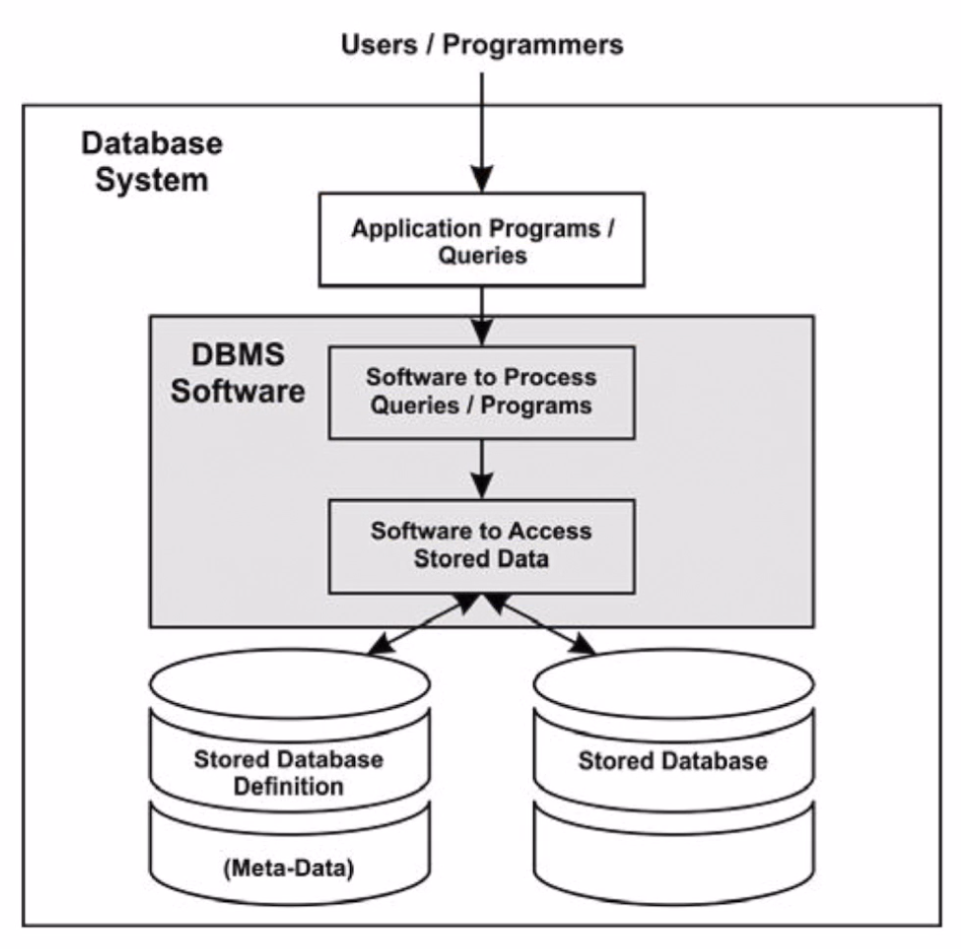 Users / Programmers
Database
System
Application Programs /
Queries
DBMS
Software
Software to Process
Queries / Programs
Software to Access
Stored Data
Stored Database
Definition
(Meta-Data)
Stored Database